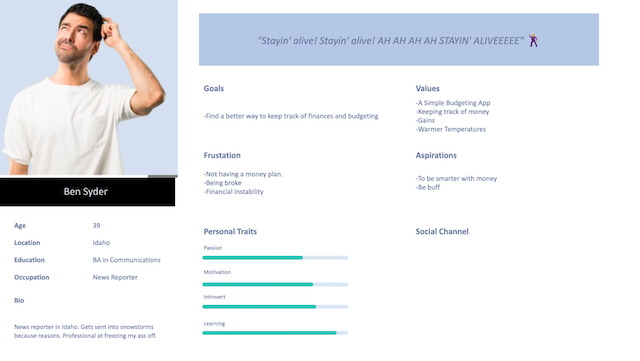 "Stayin' alive! Stayin' alive! AH AH AH AH STAYIN' ALIVEEEEE" 🕺
Ben Syder
Age 39
Location Idaho
Education BA in Communications
Occupation News Reporter
Bio
News reporter in Idaho. Gets sent into snowstorms
because reasons. Professional at freezing my ass off.
Goals
-Find a better way to keep track of finances and budgeting
Frustation
-Not having a money plan.
-Being broke
-Financial instability
Personal Traits
Passion
Motivation
Introvert
Learning
Values
-A Simple Budgeting App
-Keeping track of money
-Gains
-Warmer Temperatures
Aspirations
-To be smarter with money
-Be buff
Social Channel